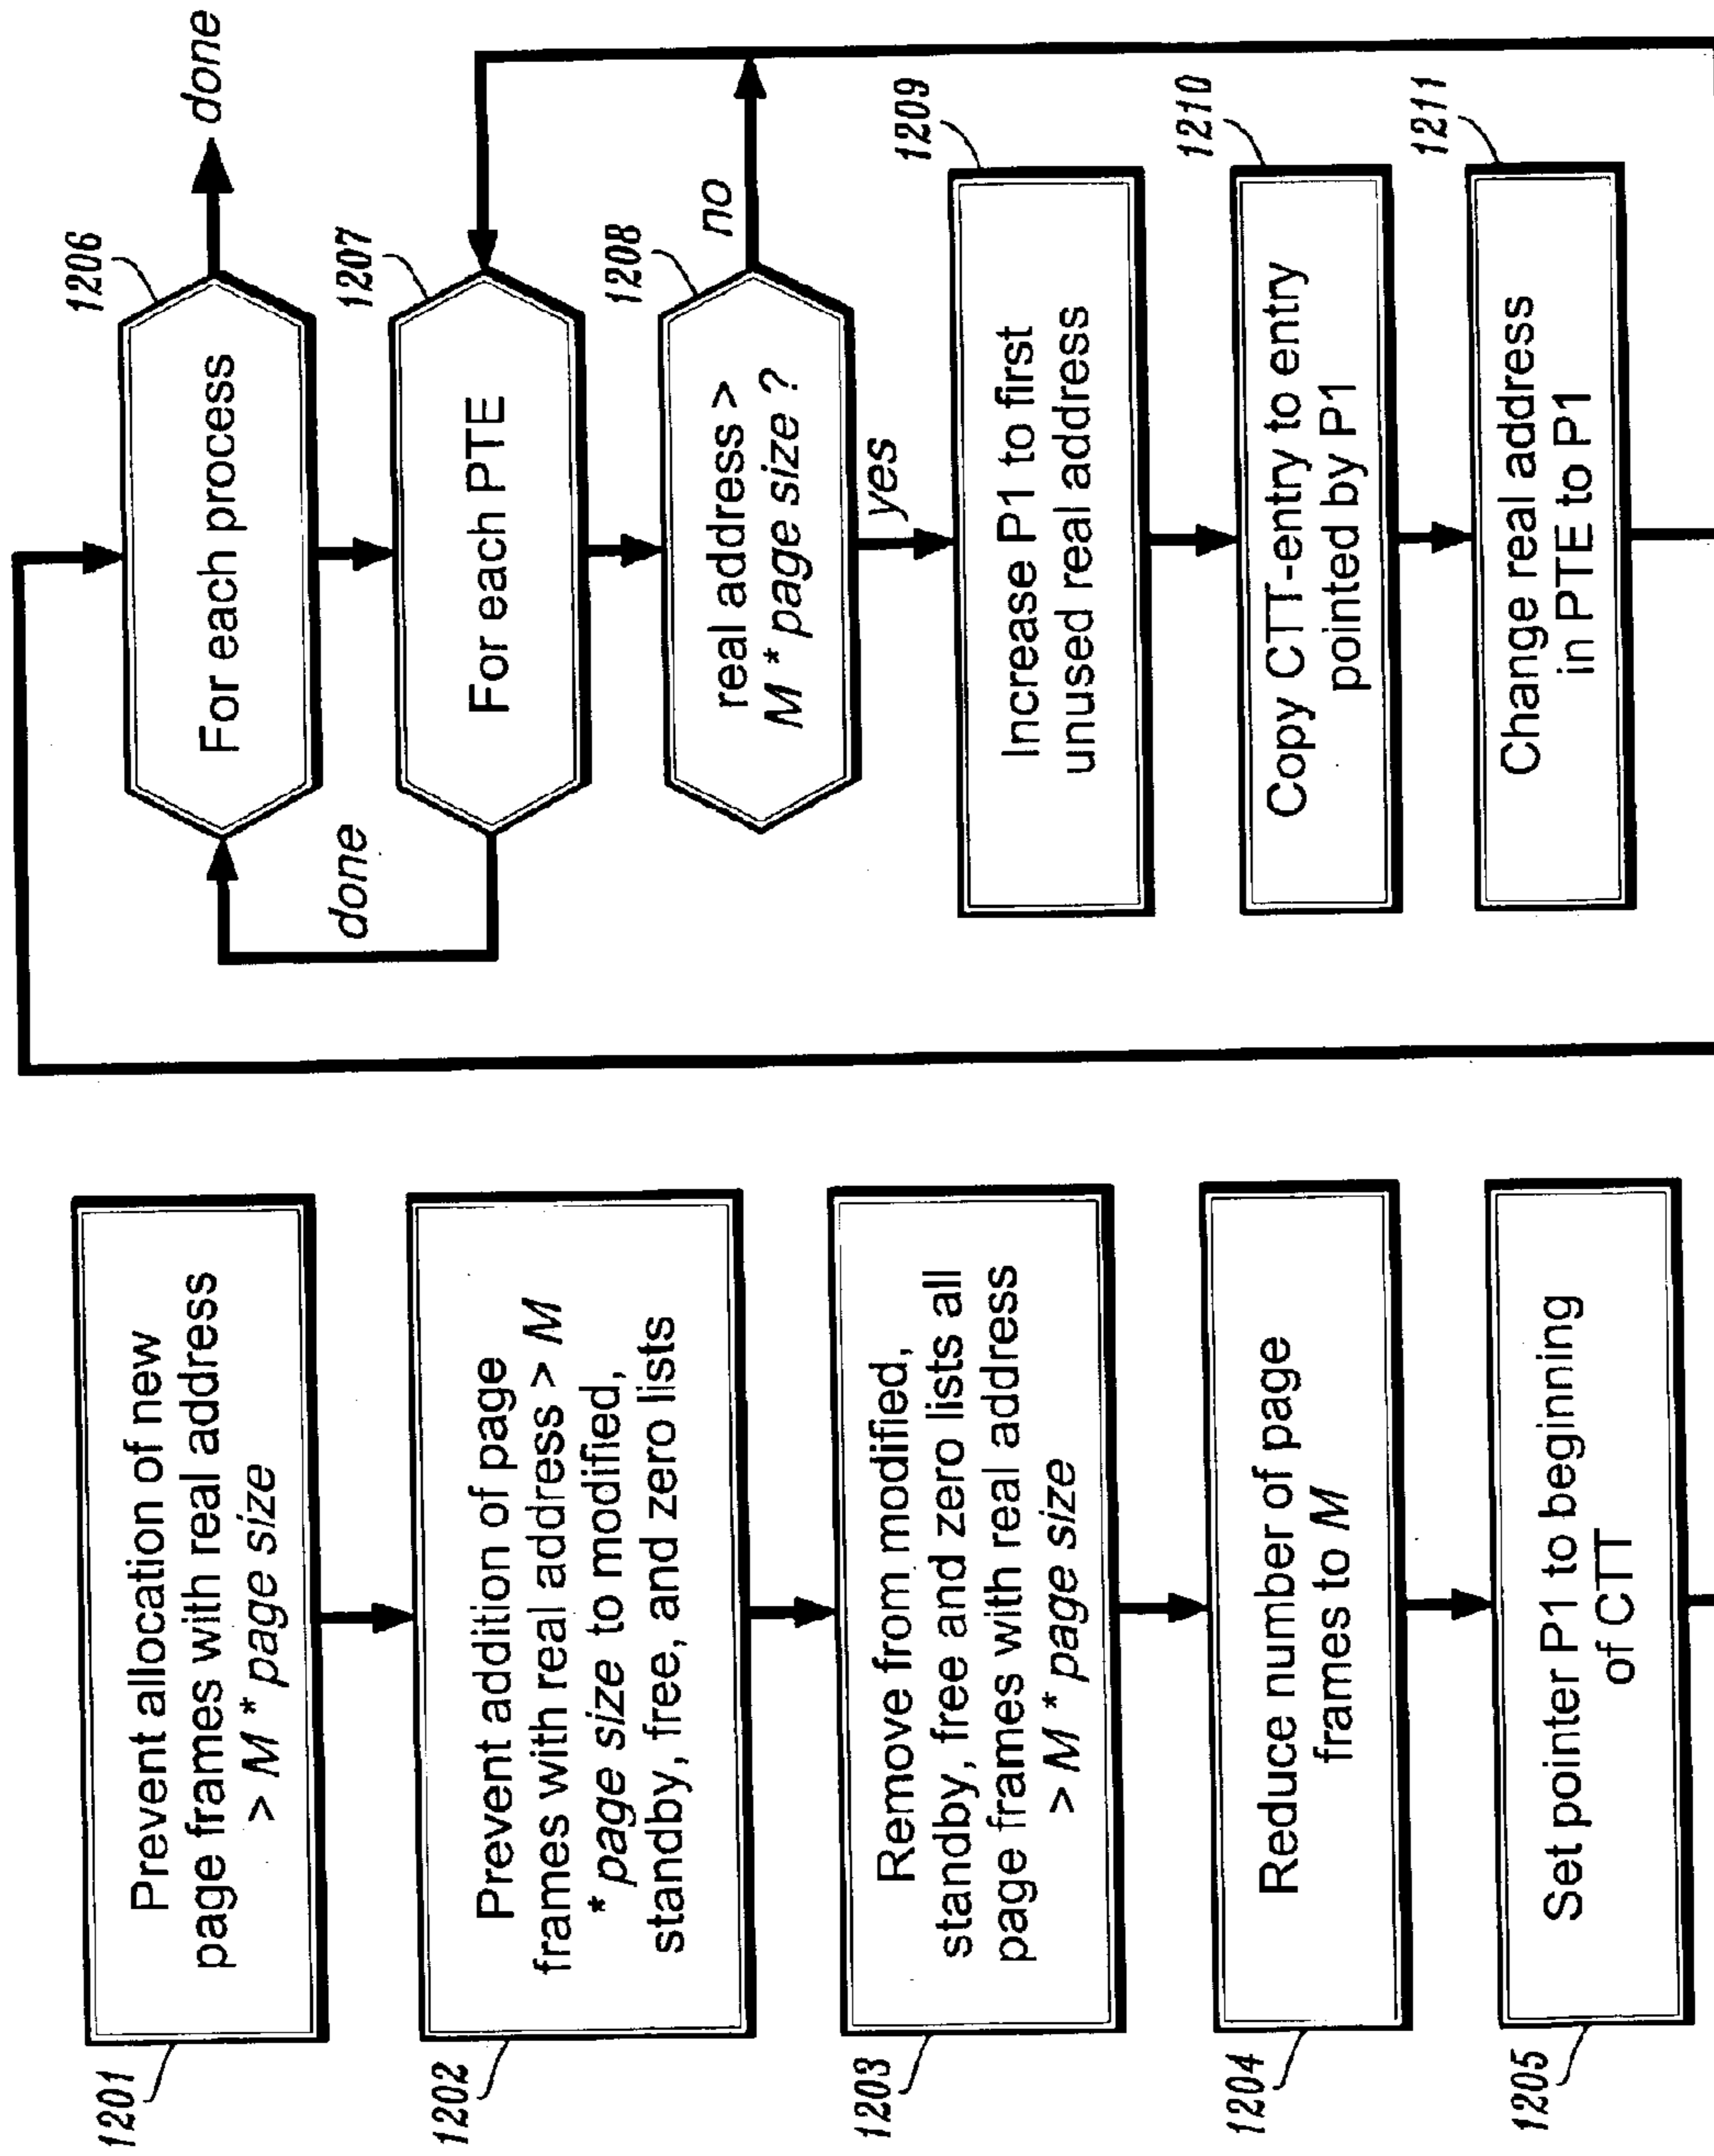 1201
Prevent allocation of new
page frames with real address
> M * page size
1202
Prevent addition of page
frames with real address > M
* page size to modified,
standby, free, and zero lists
1203
Remove from modified,
standby, free and zero lists all
page frames with real address
> M * page size
1204
Reduce number of page
frames to M
1205
Set pointer P1 to beginning
of CTT
1206
For each process
done
1207
For each PTE
done
1208
real address >
M * page size ?
no
yes
1209
Increase P1 to first
unused real address
1210
Copy CTT-entry to entry
pointed by P1
1211
Change real address
in PTE to P1